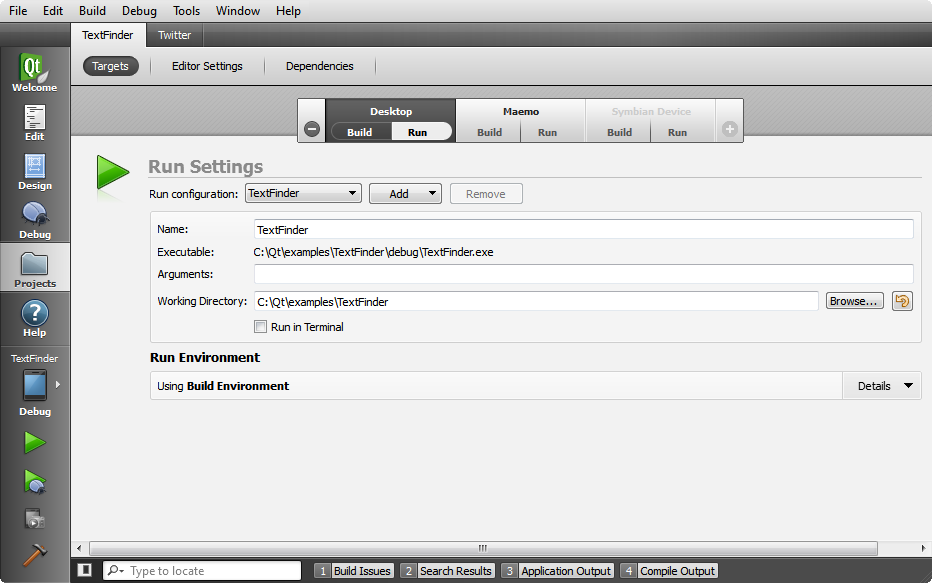 File Edit Build Debug Tools Window Help
TextFinder Twitter
Targets Editor Settings Dependencies
Desktop Maemo Symbian Device
Build Run Build Run Build Run
Qt
Welcome
Edit
Design
Debug
Projects
Help
TextFinder
Debug
Run Settings
Run configuration: TextFinder Add Remove
Name: TextFinder
Executable: C:\Qt\examples\TextFinder\debug\TextFinder.exe
Arguments:
Working Directory: C:\Qt\examples\TextFinder Browse...
Run in Terminal
Run Environment
Using Build Environment Details
Type to locate 1 Build Issues 2 Search Results 3 Application Output 4 Compile Output